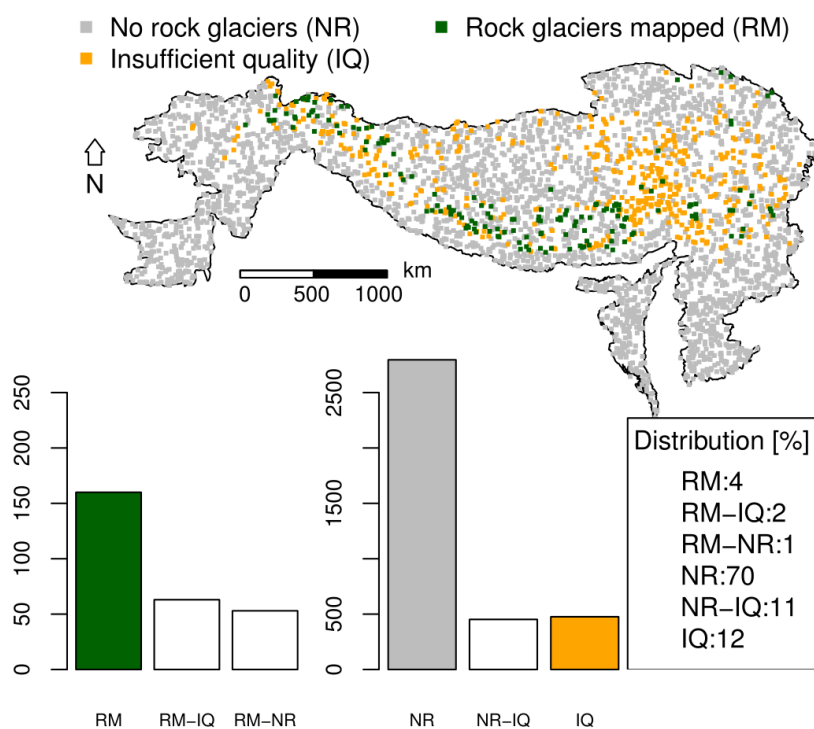 No rock glaciers (NR)
Rock glaciers mapped (RM)
Insufficient quality (IQ)
N
km
0 500 1000
250
200
150
100
50
0
RM RM−IQ RM−NR
2500
1500
500
0
NR NR−IQ IQ
Distribution [%]
RM:4
RM−IQ:2
RM−NR:1
NR:70
NR−IQ:11
IQ:12